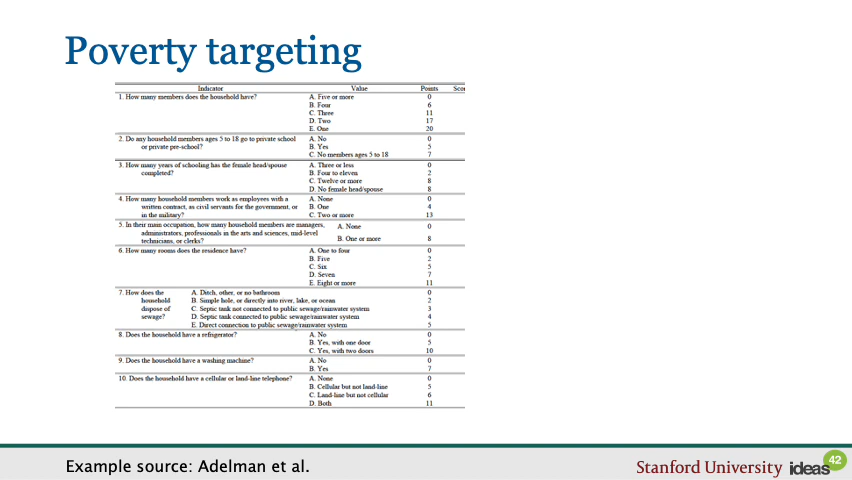 Poverty targeting
Indicator Value Points Scor
1. How many members does the household have? A. Five or more 0
B. Four 6
C. Three 11
D. Two 17
E. One 20
2. Do any household members ages 5 to 18 go to private school A. No 0
or private pre-school? B. Yes 5
C. No members ages 5 to 18 7
3. How many years of schooling has the female head/spouse A. Three or less 0
completed? B. Four to eleven 2
C. Twelve or more 8
D. No female head/spouse 8
4. How many household members work as employees with a A. None 0
written contract, as civil servants for the government, or B. One 4
in the military? C. Two or more 13
5. In their main occupation, how many household members are managers, A. None 0
administrators, professionals in the arts and sciences, mid-level
technicians, or clerks? B. One or more 8
6. How many rooms does the residence have? A. One to four 0
B. Five 2
C. Six 5
D. Seven 7
E. Eight or more 11
7. How does the A. Ditch, other, or no bathroom 0
household B. Simple hole, or directly into river, lake, or ocean 2
dispose of C. Septic tank not connected to public sewage/rainwater system 3
sewage? D. Septic tank connected to public sewage/rainwater system 4
E. Direct connection to public sewage/rainwater system 5
8. Does the household have a refrigerator? A. No 0
B. Yes, with one door 5
C. Yes, with two doors 10
9. Does the household have a washing machine? A. No 0
B. Yes 7
10. Does the household have a cellular or land-line telephone? A. None 0
B. Cellular but not land-line 5
C. Land-line but not cellular 6
D. Both 11
Example source: Adelman et al.
Stanford University ideas 42